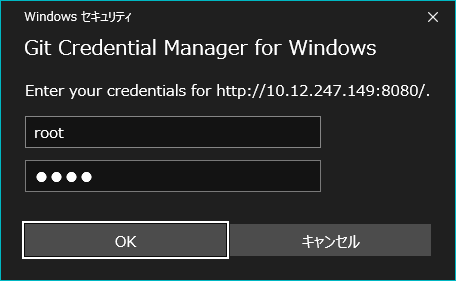 Windows セキュリティ
Git Credential Manager for Windows
Enter your credentials for http://10.12.247.149:8080/.
root
●●●●
OK
キャンセル